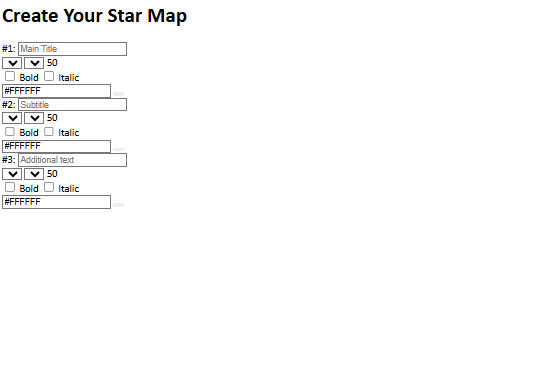 Create Your Star Map
#1: Main Title
50
Bold Italic
#FFFFFF
#2: Subtitle
50
Bold Italic
#FFFFFF
#3: Additional text
50
Bold Italic
#FFFFFF